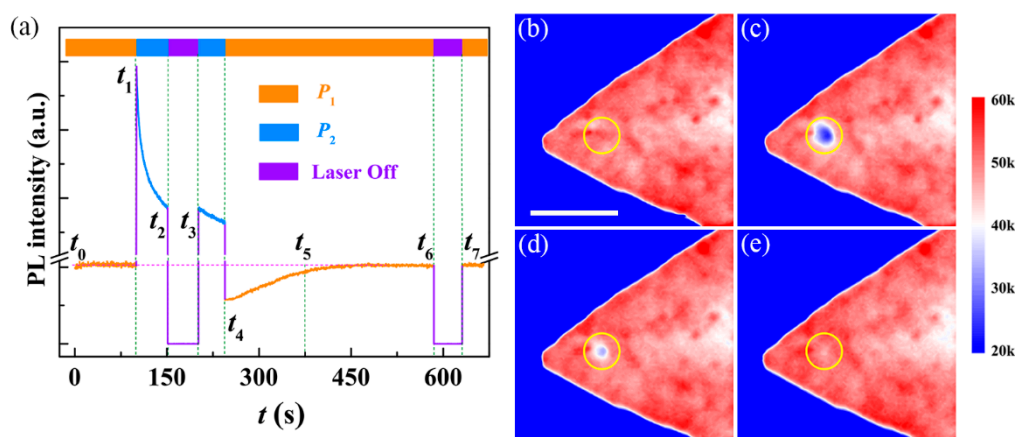 (a)
t₁
P₁
P₂
Laser Off
t₂
t₃
t₀
t₅
t₆
t₇
t₄
PL intensity (a.u.)
0 150 300 450 600
t (s)
(b)
(c)
(d)
(e)
60k
50k
40k
30k
20k